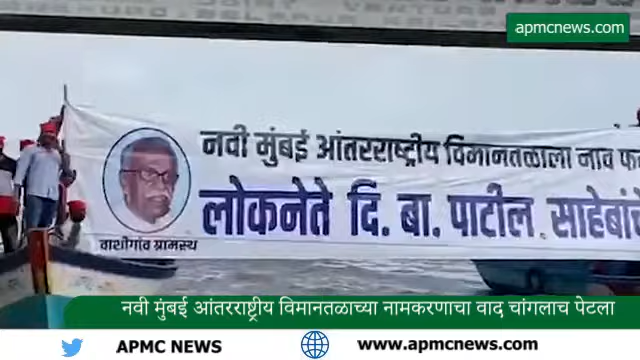 apmcnews.com
नवी मुंबई आंतरराष्ट्रीय विमानतळाला नाव
लोकनेते दि. बा. पाटील साहेबांचं
वाशीगांव ग्रामस्थ
नवी मुंबई आंतरराष्ट्रीय विमानतळाच्या नामकरणाचा वाद चांगलाच पेटला
APMC NEWS
www.apmcnews.com